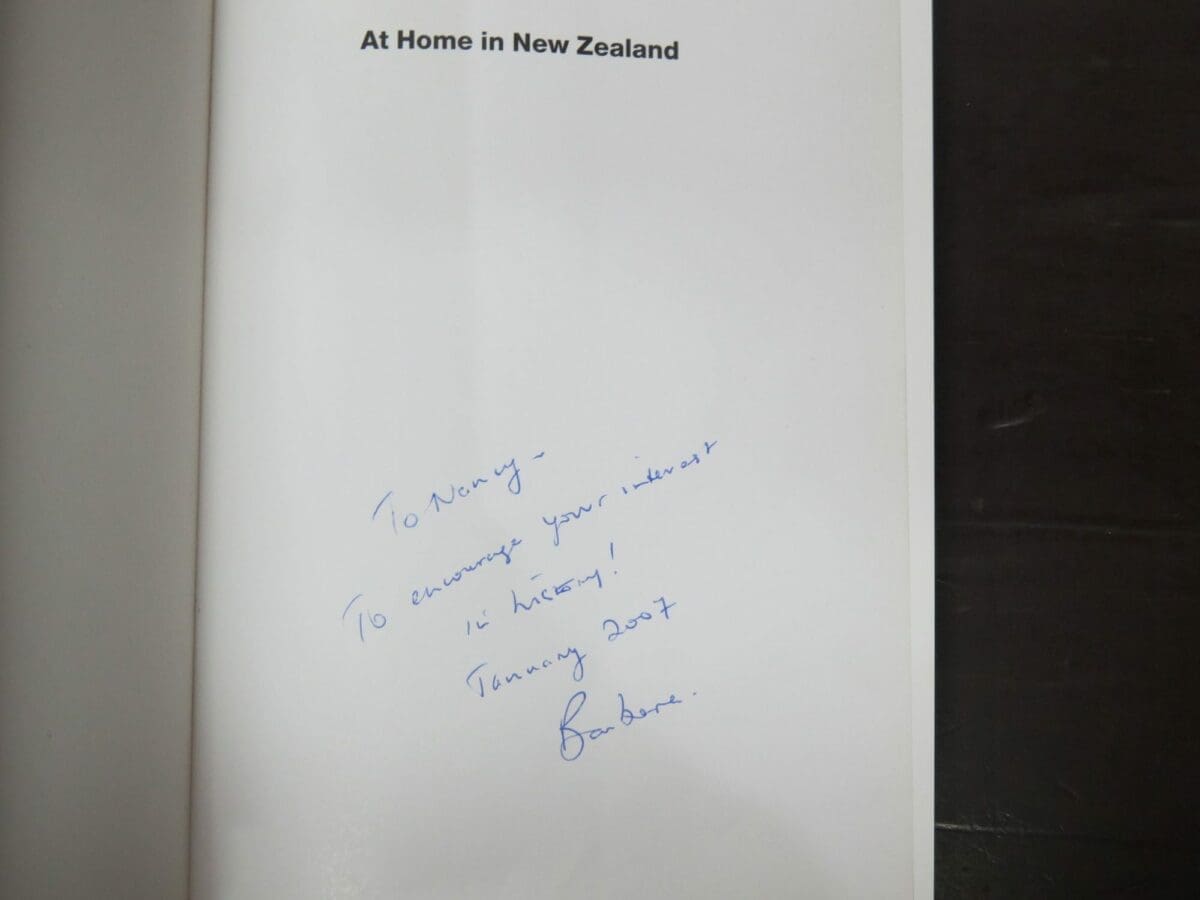 At Home in New Zealand
To Nancy -
To encourage your interest
in history!
January 2007
Barbara.